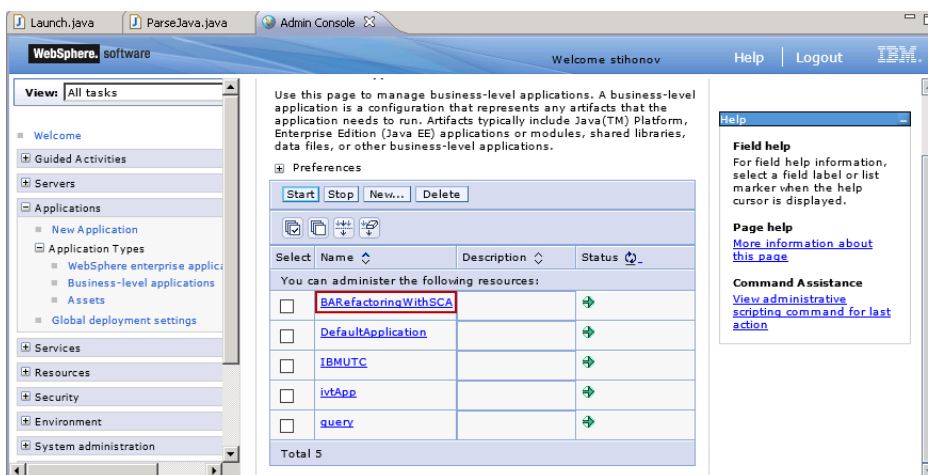 Launch.java
ParseJava.java
Admin Console
WebSphere. software
Welcome stihonov
Help
Logout
IBM.
View: All tasks
Welcome
Guided Activities
Servers
Applications
New Application
Application Types
WebSphere enterprise applic
Business-level applications
Assets
Global deployment settings
Services
Resources
Security
Environment
System administration
Use this page to manage business-level applications. A business-level
application is a configuration that represents any artifacts that the
application needs to run. Artifacts typically include Java(TM) Platform,
Enterprise Edition (Java EE) applications or modules, shared libraries,
data files, or other business-level applications.
Preferences
Start Stop New... Delete
Select Name Description Status
You can administer the following resources:
BARefactoringWithSCA
DefaultApplication
IBMUTC
ivtApp
query
Total 5
Help
Field help
For field help information,
select a field label or list
marker when the help
cursor is displayed.
Page help
More information about
this page
Command Assistance
View administrative
scripting command for last
action